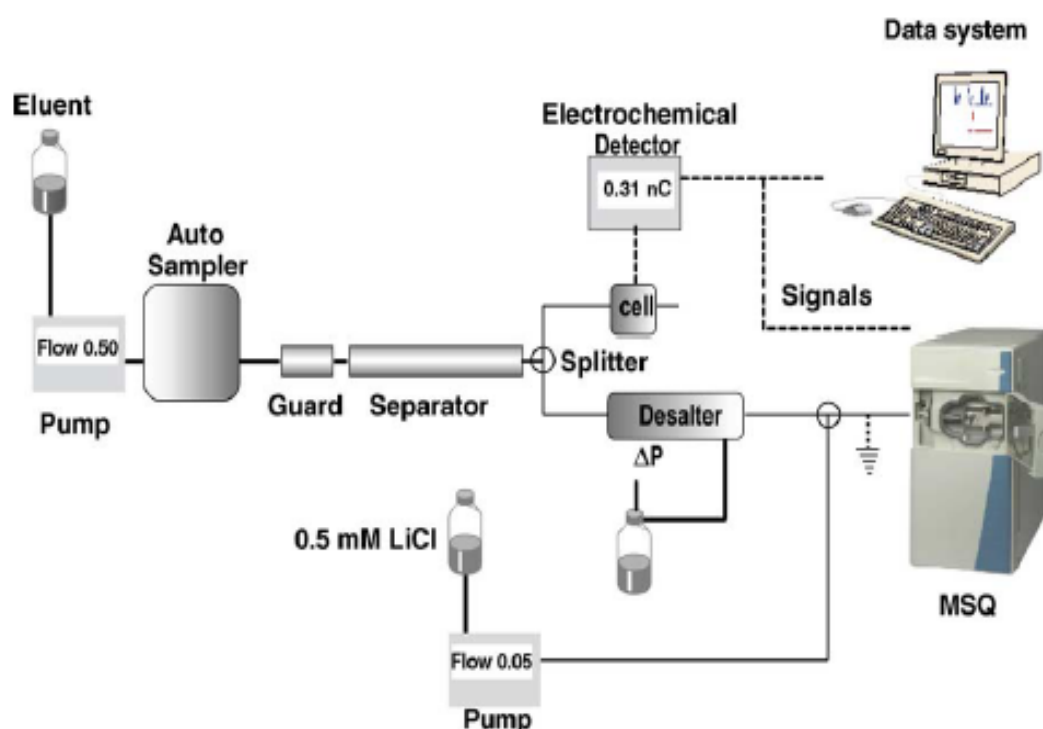 Data system
Eluent
Electrochemical
Detector
0.31 nC
Auto
Sampler
Signals
cell
Flow 0.50
Splitter
Guard
Separator
Desalter
Pump
ΔP
0.5 mM LiCl
MSQ
Flow 0.05
Pump